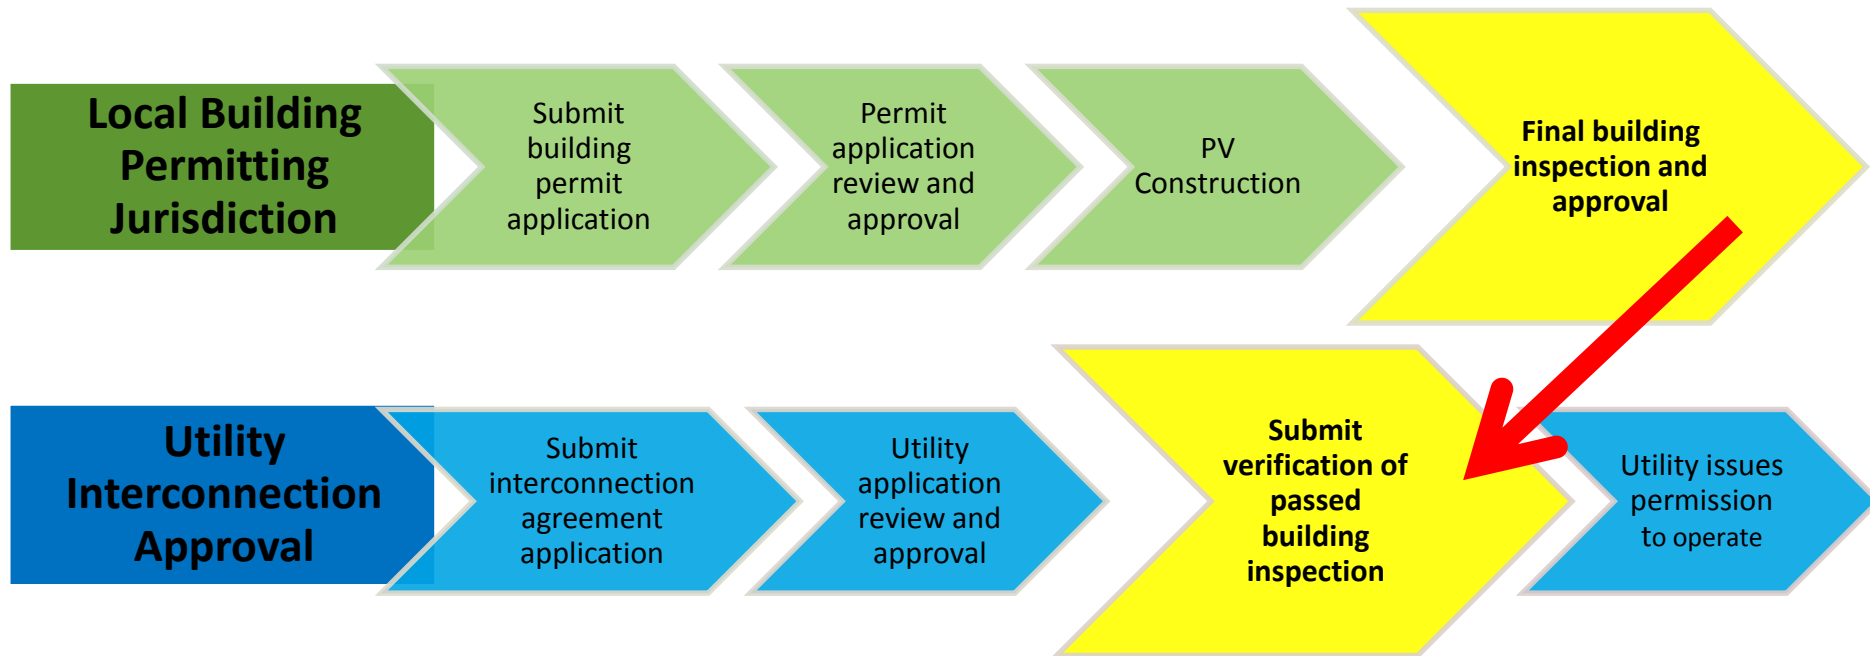 Local Building
Permitting
Jurisdiction
Submit
building
permit
application
Permit
application
review and
approval
PV
Construction
Final building
inspection and
approval
Utility
Interconnection
Approval
Submit
interconnection
agreement
application
Utility
application
review and
approval
Submit
verification of
passed
building
inspection
Utility issues
permission
to operate